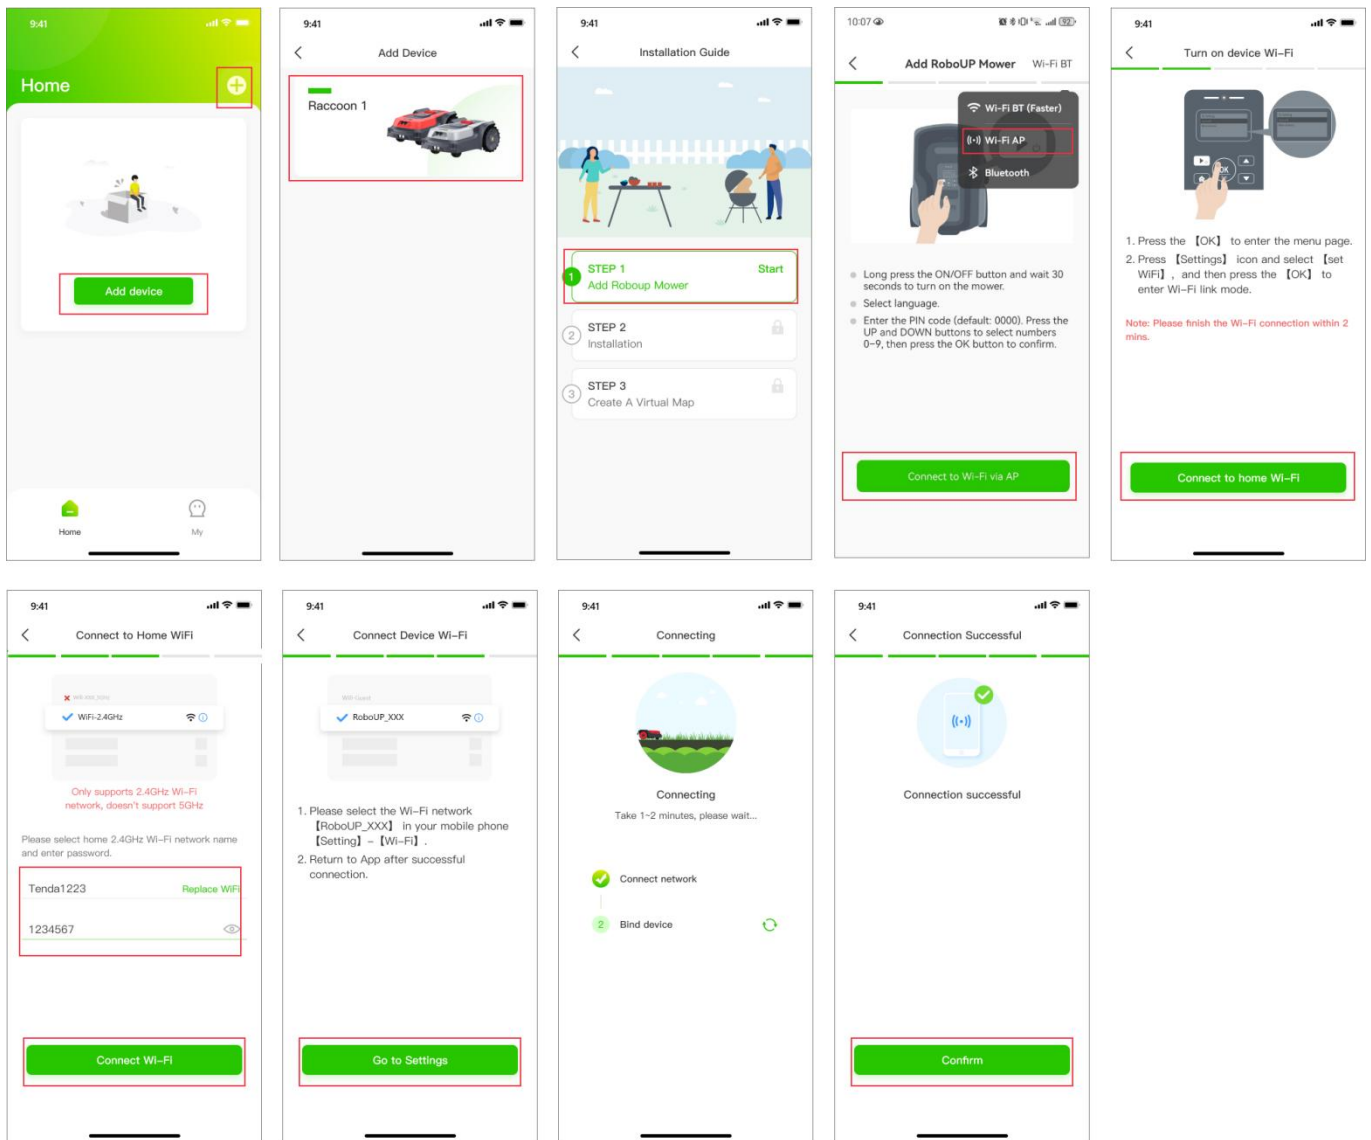 9:41
Home
Add device
Home
My
9:41
Add Device
Raccoon 1
9:41
Installation Guide
1
STEP 1
Start
Add Roboup Mower
2
STEP 2
Installation
3
STEP 3
Create A Virtual Map
10:07
92
Add RoboUP Mower
Wi-Fi BT
Wi-Fi BT (Faster)
Wi-Fi AP
Bluetooth
Long press the ON/OFF button and wait 30
seconds to turn on the mower.
Select language.
Enter the PIN code (default: 0000). Press the
UP and DOWN buttons to select numbers
0-9, then press the OK button to confirm.
Connect to Wi-Fi via AP
9:41
Turn on device Wi-Fi
OK
1. Press the 【OK】 to enter the menu page.
2. Press 【Settings】 icon and select 【set
WiFi】, and then press the 【OK】 to
enter Wi-Fi link mode.
Note: Please finish the Wi-Fi connection within 2
mins.
Connect to home Wi-Fi
9:41
Connect to Home WiFi
WiFi-2.4GHz
Only supports 2.4GHz Wi-Fi
network, doesn't support 5GHz
Please select home 2.4GHz Wi-Fi network name
and enter password.
Tenda1223
Replace WiFi
1234567
Connect Wi-Fi
9:41
Connect Device Wi-Fi
RoboUP_XXX
1. Please select the Wi-Fi network
【RoboUP_XXX】 in your mobile phone
【Setting】 - 【Wi-Fi】.
2. Return to App after successful
connection.
Go to Settings
9:41
Connecting
Connecting
Take 1~2 minutes, please wait...
Connect network
2
Bind device
9:41
Connection Successful
Connection successful
Confirm